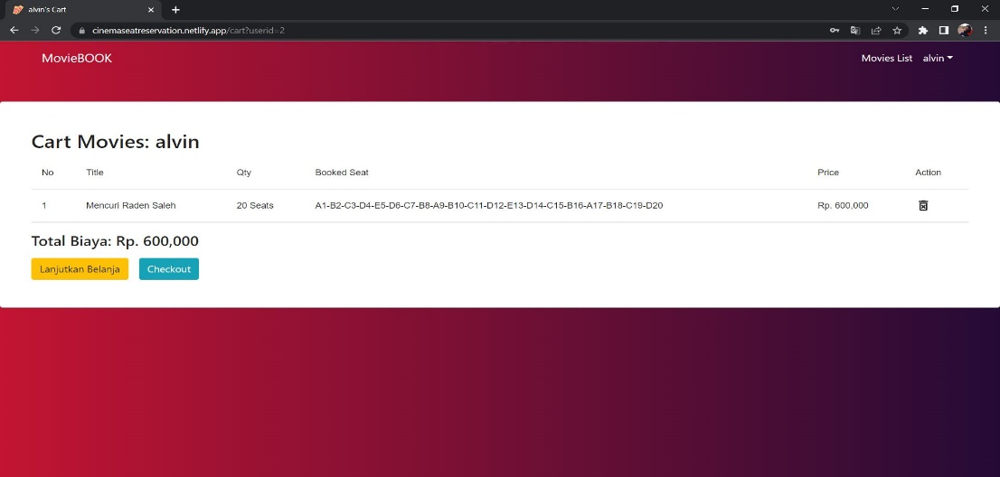 alvin's Cart
cinemaseatreservation.netlify.app/cart?userid=2
MovieBOOK
Movies List alvin
Cart Movies: alvin
No Title Qty Booked Seat Price Action
1 Mencuri Raden Saleh 20 Seats A1-B2-C3-D4-E5-D6-C7-B8-A9-B10-C11-D12-E13-D14-C15-B16-A17-B18-C19-D20 Rp. 600,000
Total Biaya: Rp. 600,000
Lanjutkan Belanja Checkout